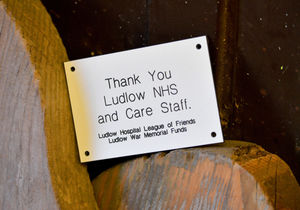 Thank You
Ludlow NHS
and Care Staff.
Ludlow Hospital League of Friends
Ludlow War Memorial Funds